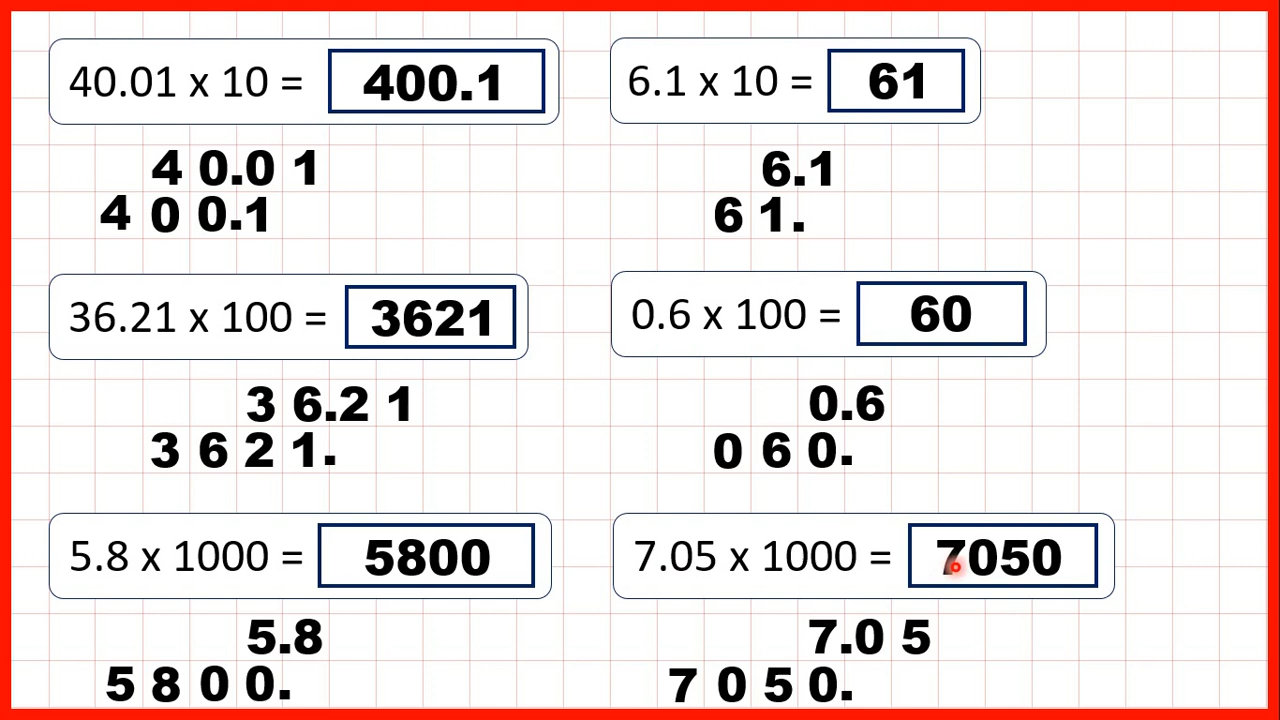 40.01 x 10 = 400.1
4 0.0 1
4 0 0.1
6.1 x 10 = 61
6.1
6 1.
36.21 x 100 = 3621
3 6.2 1
3 6 2 1.
0.6 x 100 = 60
0.6
0 6 0.
5.8 x 1000 = 5800
5.8
5 8 0 0.
7.05 x 1000 = 7050
7.0 5
7 0 5 0.